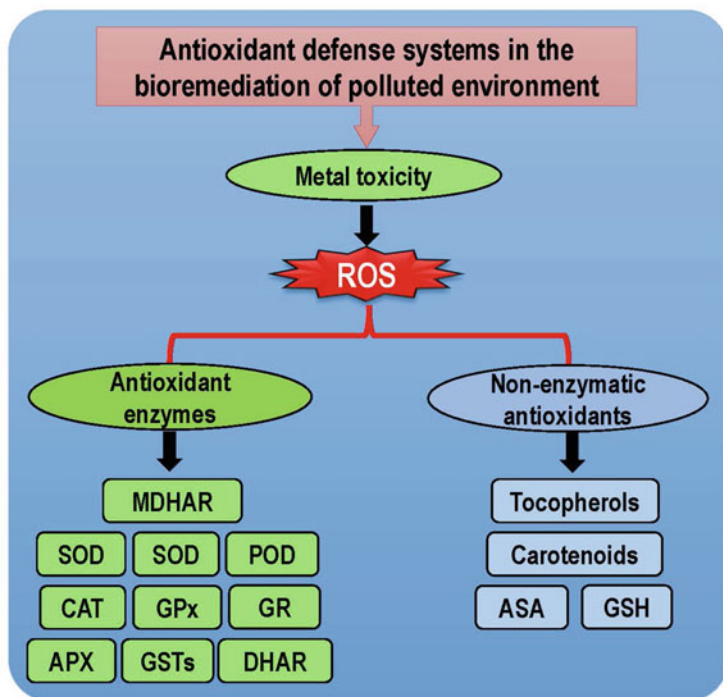 Antioxidant defense systems in the
bioremediation of polluted environment
Metal toxicity
ROS
Antioxidant
enzymes
Non-enzymatic
antioxidants
MDHAR
SOD SOD POD
CAT GPx GR
APX GSTs DHAR
Tocopherols
Carotenoids
ASA GSH